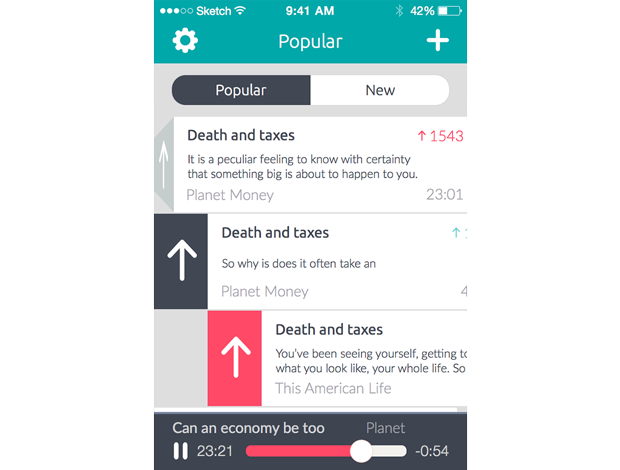 Sketch 9:41 AM 42%
Popular
Popular New
Death and taxes 1543
It is a peculiar feeling to know with certainty
that something big is about to happen to you.
Planet Money 23:01
Death and taxes
So why is does it often take an
Planet Money 4
Death and taxes
You've been seeing yourself, getting to
what you look like, your whole life. So
This American Life
Can an economy be too Planet
23:21 -0:54